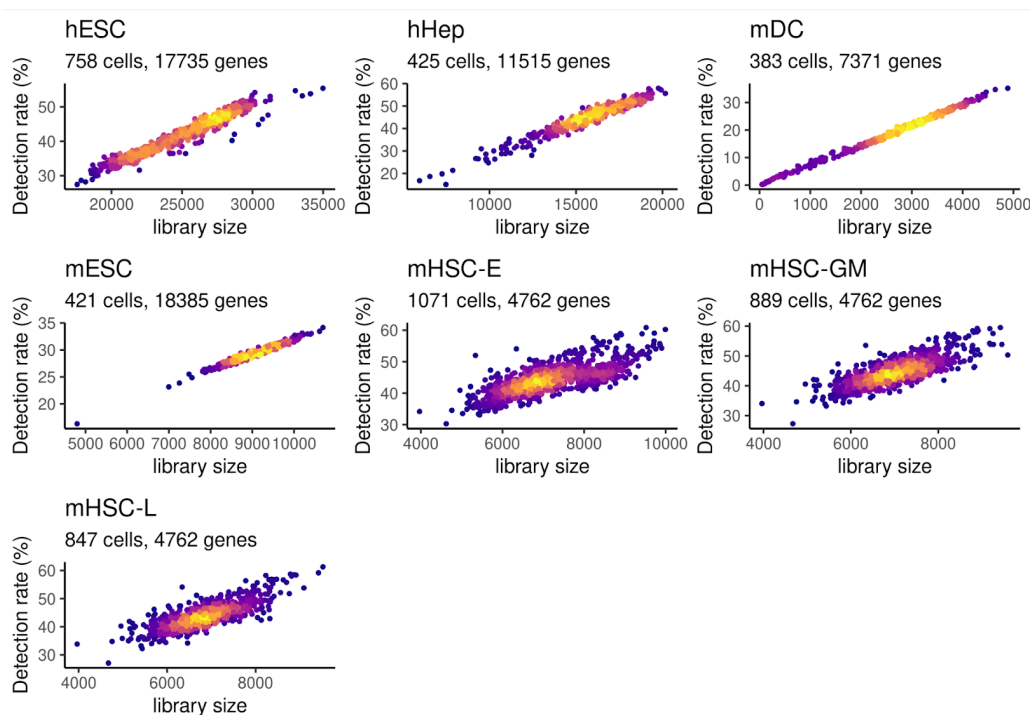 hESC
758 cells, 17735 genes
Detection rate (%)
50
40
30
20000 25000 30000 35000
library size
hHep
425 cells, 11515 genes
Detection rate (%)
60
50
40
30
20
10000 15000 20000
library size
mDC
383 cells, 7371 genes
Detection rate (%)
30
20
10
0
0 1000 2000 3000 4000 5000
library size
mESC
421 cells, 18385 genes
Detection rate (%)
35
30
25
20
5000 6000 7000 8000 9000 10000
library size
mHSC-E
1071 cells, 4762 genes
Detection rate (%)
60
50
40
30
4000 6000 8000 10000
library size
mHSC-GM
889 cells, 4762 genes
Detection rate (%)
60
50
40
30
4000 6000 8000
library size
mHSC-L
847 cells, 4762 genes
Detection rate (%)
60
50
40
30
4000 6000 8000
library size